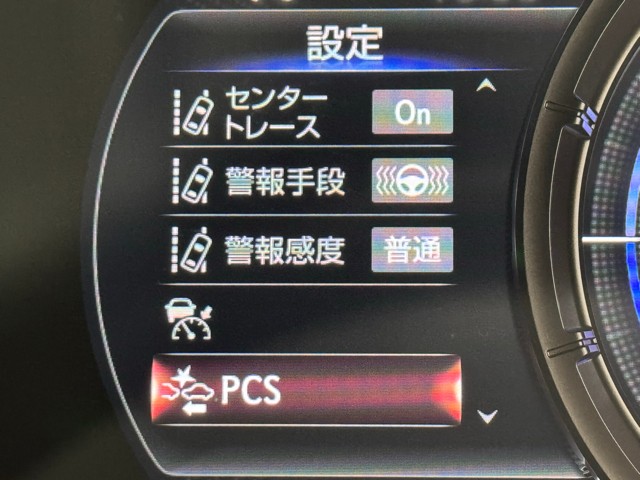 設定
センター
トレース
On
警報手段
警報感度
普通
PCS